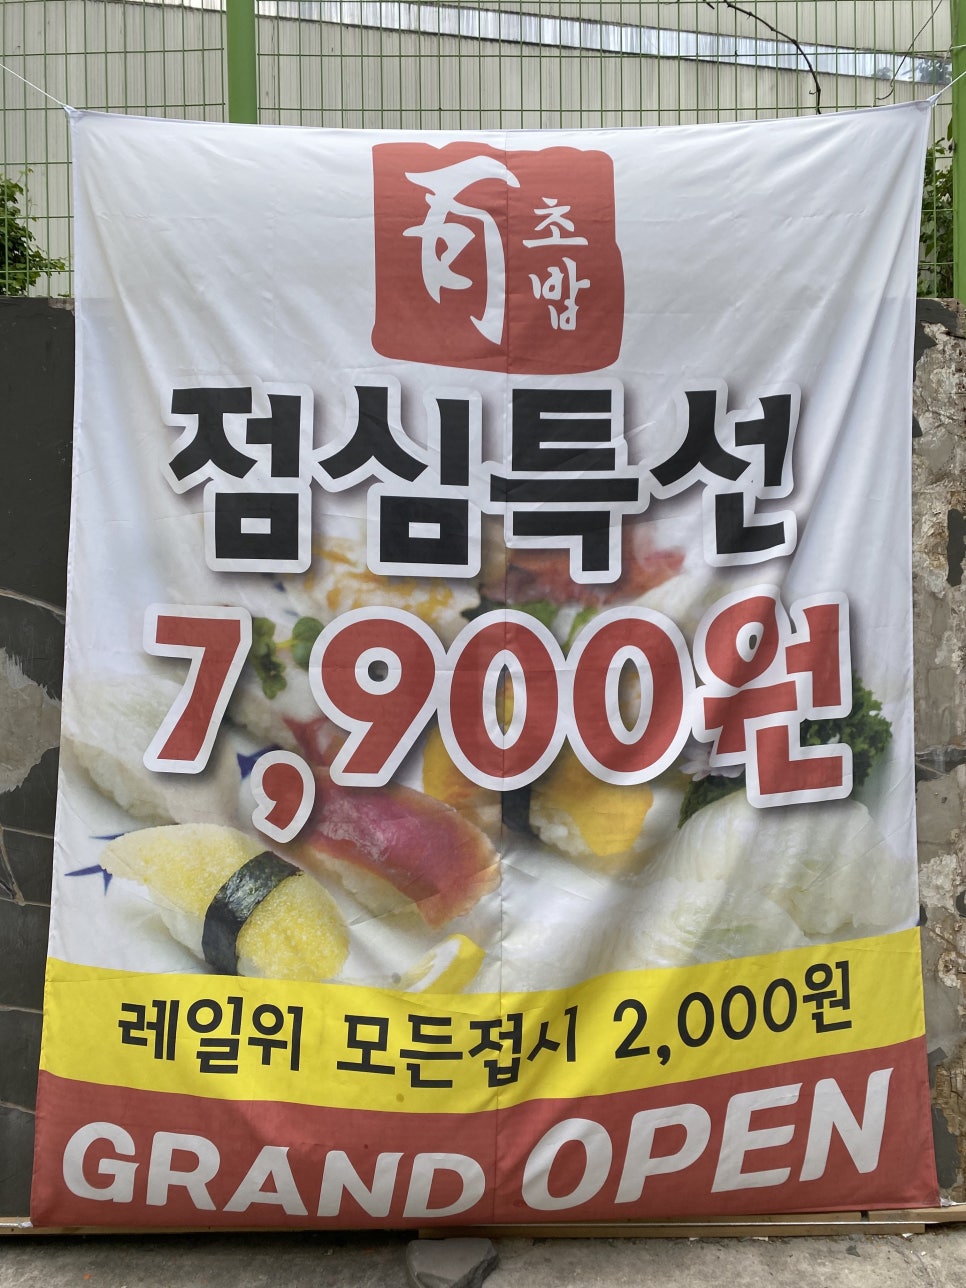 초밥
점심특선
7,900원
레일위 모든접시 2,000원
GRAND OPEN